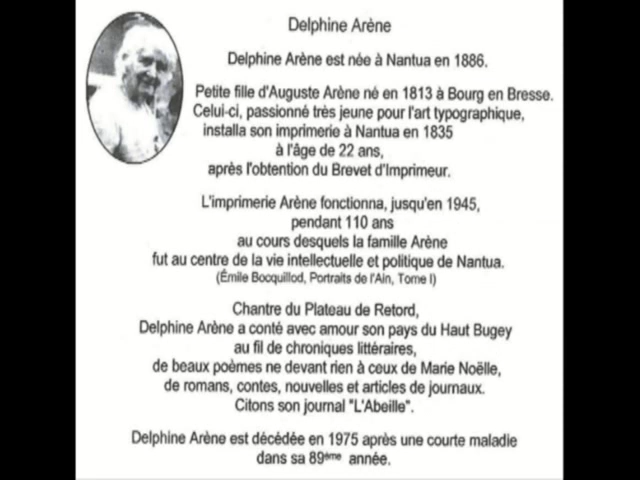 Delphine Arène
Delphine Arène est née à Nantua en 1886.
Petite fille d'Auguste Arène né en 1813 à Bourg en Bresse.
Celui-ci, passionné très jeune pour l'art typographique,
installa son imprimerie à Nantua en 1835
à l'âge de 22 ans,
après l'obtention du Brevet d'Imprimeur.
L'imprimerie Arène fonctionna, jusqu'en 1945,
pendant 110 ans
au cours desquels la famille Arène
fut au centre de la vie intellectuelle et politique de Nantua.
(Émile Bocquillod, Portraits de l'Ain, Tome I)
Chantre du Plateau de Retord,
Delphine Arène a conté avec amour son pays du Haut Bugey
au fil de chroniques littéraires,
de beaux poèmes ne devant rien à ceux de Marie Noëlle,
de romans, contes, nouvelles et articles de journaux.
Citons son journal "L'Abeille".
Delphine Arène est décédée en 1975 après une courte maladie
dans sa 89ème année.